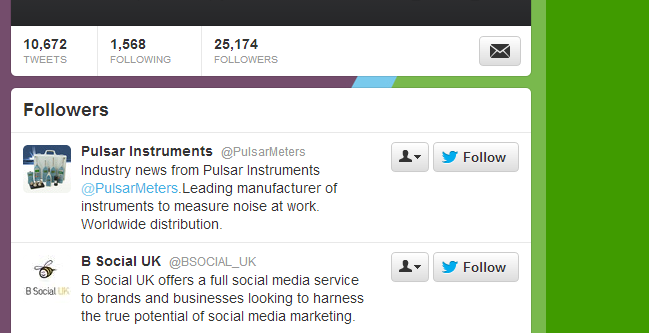 10,672 1,568 25,174
TWEETS FOLLOWING FOLLOWERS
Followers
Pulsar Instruments @PulsarMeters
Industry news from Pulsar Instruments
@PulsarMeters.Leading manufacturer of
instruments to measure noise at work.
Worldwide distribution.
Follow
B Social UK
B Social UK @BSOCIAL_UK
B Social UK offers a full social media service
to brands and businesses looking to harness
the true potential of social media marketing.
Follow